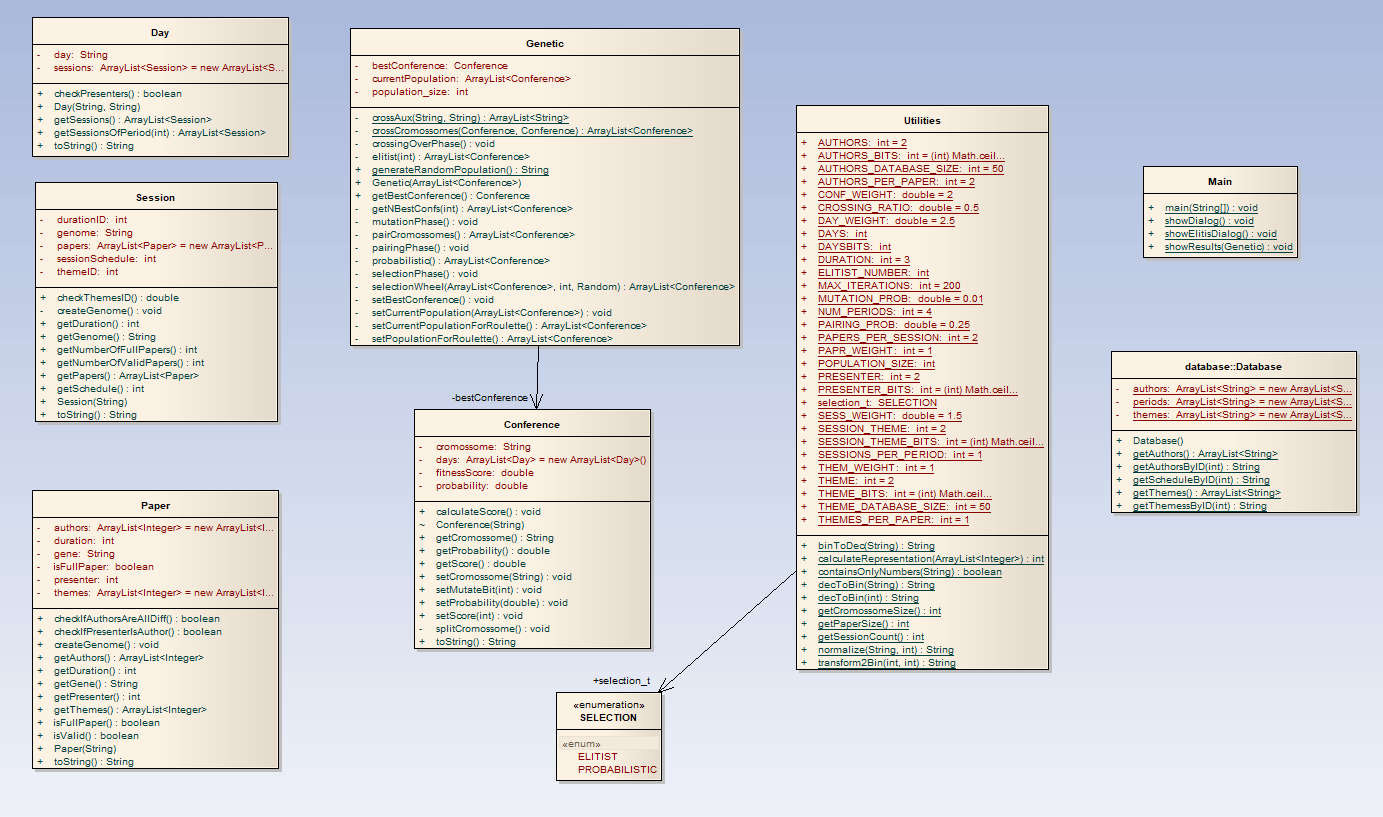 Day
- day: String
- sessions: ArrayList<Session> = new ArrayList<S...
+ checkPresenters() : boolean
+ Day(String, String)
+ getSessions() : ArrayList<Session>
+ getSessionsOfPeriod(int) : ArrayList<Session>
+ toString() : String
Session
- durationID: int
- genome: String
- papers: ArrayList<Paper> = new ArrayList<P...
- sessionSchedule: int
- themeID: int
+ checkThemesID() : double
- createGenome() : void
+ getDuration() : int
+ getGenome() : String
+ getNumberOfFullPapers() : int
+ getNumberOfValidPapers() : int
+ getPapers() : ArrayList<Paper>
+ getSchedule() : int
+ Session(String)
+ toString() : String
Paper
- authors: ArrayList<Integer> = new ArrayList<I...
- duration: int
- gene: String
- isFullPaper: boolean
- presenter: int
- themes: ArrayList<Integer> = new ArrayList<I...
+ checkIfAuthorsAreAllDiff() : boolean
+ checkIfPresenterIsAuthor() : boolean
+ createGenome() : void
+ getAuthors() : ArrayList<Integer>
+ getDuration() : int
+ getGene() : String
+ getPresenter() : int
+ getThemes() : ArrayList<Integer>
+ isFullPaper() : boolean
+ isValid() : boolean
+ Paper(String)
+ toString() : String
Genetic
- bestConference: Conference
- currentPopulation: ArrayList<Conference>
- population_size: int
- crossAux(String, String) : ArrayList<String>
- crossCromossomes(Conference, Conference) : ArrayList<Conference>
- crossingOverPhase() : void
- elitist(int) : ArrayList<Conference>
+ generateRandomPopulation() : String
+ Genetic(ArrayList<Conference>)
+ getBestConference() : Conference
- getNBestConfs(int) : ArrayList<Conference>
- mutationPhase() : void
- pairCromossomes() : ArrayList<Conference>
- pairingPhase() : void
- probabilistic() : ArrayList<Conference>
- selectionPhase() : void
- selectionWheel(ArrayList<Conference>, int, Random) : ArrayList<Conference>
- setBestConference() : void
- setCurrentPopulation(ArrayList<Conference>) : void
- setCurrentPopulationForRoulette() : ArrayList<Conference>
- setPopulationForRoulette() : ArrayList<Conference>
-bestConference
Conference
- cromossome: String
- days: ArrayList<Day> = new ArrayList<Day>()
- fitnessScore: double
- probability: double
+ calculateScore() : void
~ Conference(String)
+ getCromossome() : String
+ getProbability() : double
+ getScore() : double
+ setCromossome(String) : void
+ setMutateBit(int) : void
+ setProbability(double) : void
+ setScore(int) : void
- splitCromossome() : void
+ toString() : String
+selection_t
«enumeration»
SELECTION
«enum»
ELITIST
PROBABILISTIC
Utilities
+ AUTHORS: int = 2
+ AUTHORS_BITS: int = (int) Math.ceil...
+ AUTHORS_DATABASE_SIZE: int = 50
+ AUTHORS_PER_PAPER: int = 2
+ CONF_WEIGHT: double = 2
+ CROSSING_RATIO: double = 0.5
+ DAY_WEIGHT: double = 2.5
+ DAYS: int
+ DAYSBITS: int
+ DURATION: int = 3
+ ELITIST_NUMBER: int
+ MAX_ITERATIONS: int = 200
+ MUTATION_PROB: double = 0.01
+ NUM_PERIODS: int = 4
+ PAIRING_PROB: double = 0.25
+ PAPERS_PER_SESSION: int = 2
+ PAPR_WEIGHT: int = 1
+ POPULATION_SIZE: int
+ PRESENTER: int = 2
+ PRESENTER_BITS: int = (int) Math.ceil...
+ selection_t: SELECTION
+ SESS_WEIGHT: double = 1.5
+ SESSION_THEME: int = 2
+ SESSION_THEME_BITS: int = (int) Math.ceil...
+ SESSIONS_PER_PERIOD: int = 1
+ THEM_WEIGHT: int = 1
+ THEME: int = 2
+ THEME_BITS: int = (int) Math.ceil...
+ THEME_DATABASE_SIZE: int = 50
+ THEMES_PER_PAPER: int = 1
+ binToDec(String) : String
+ calculateRepresentation(ArrayList<Integer>) : int
+ containsOnlyNumbers(String) : boolean
+ decToBin(String) : String
+ decToBin(int) : String
+ getCromossomeSize() : int
+ getPaperSize() : int
+ getSessionCount() : int
+ normalize(String, int) : String
+ transform2Bin(int, int) : String
Main
+ main(String[]) : void
+ showDialog() : void
+ showElitisDialog() : void
+ showResults(Genetic) : void
database::Database
- authors: ArrayList<String> = new ArrayList<S...
- periods: ArrayList<String> = new ArrayList<S...
- themes: ArrayList<String> = new ArrayList<S...
+ Database()
+ getAuthors() : ArrayList<String>
+ getAuthorsByID(int) : String
+ getScheduleByID(int) : String
+ getThemes() : ArrayList<String>
+ getThemessByID(int) : String